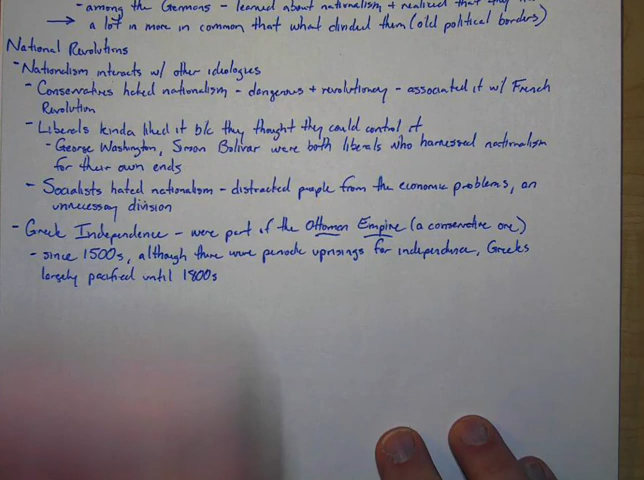 - among the Germans - learned about nationalism + realized that they
→ a lot in more in common that what divided them (old political borders)
National Revolutions
- Nationalism interacts w/ other ideologies
- Conservatives hated nationalism - dangerous + revolutionary - associated it w/ French
Revolution
- Liberals kinda liked it b/c they thought they could control it
- George Washington, Simon Bolivar were both liberals who harnessed nationalism
for their own ends
- Socialists hated nationalism - distracted people from the economic problems, an
unnecessary division
- Greek Independence - were part of the Ottoman Empire (a conservative one)
- since 1500s, although there were periodic uprisings for independence, Greeks
largely pacified until 1800s